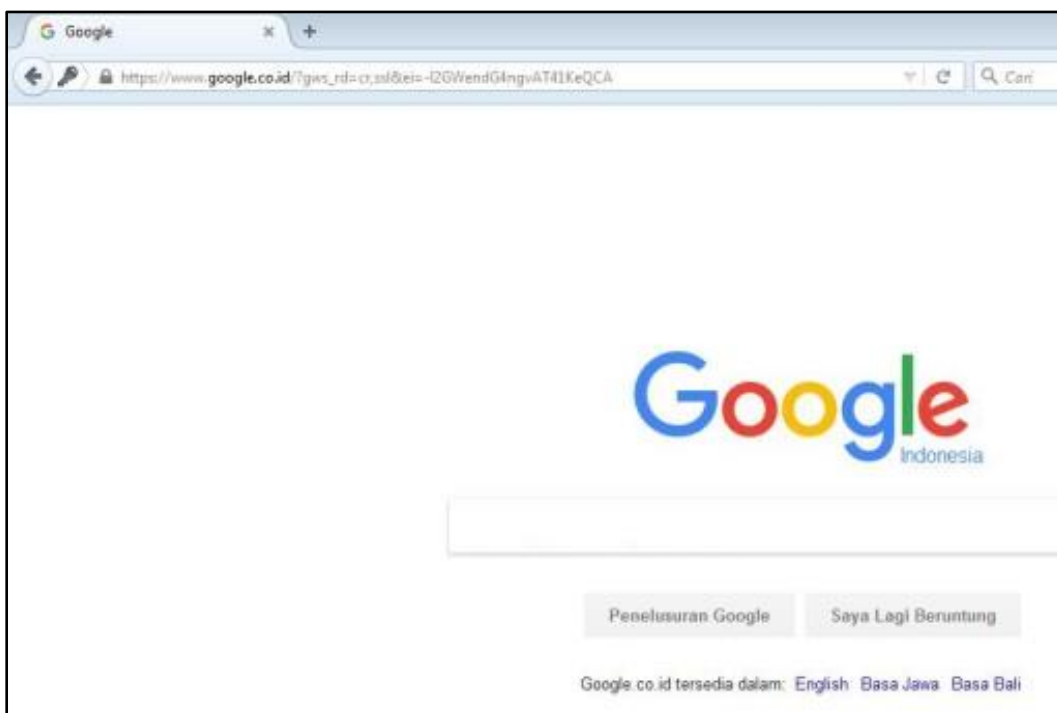 Google
https://www.google.co.id/?gws_rd=cr,ssl&ei=-I2GWendG4ngvAT41KeQCA
Cari
Google
Indonesia
Penelusuran Google Saya Lagi Beruntung
Google.co.id tersedia dalam: English Basa Jawa Basa Bali